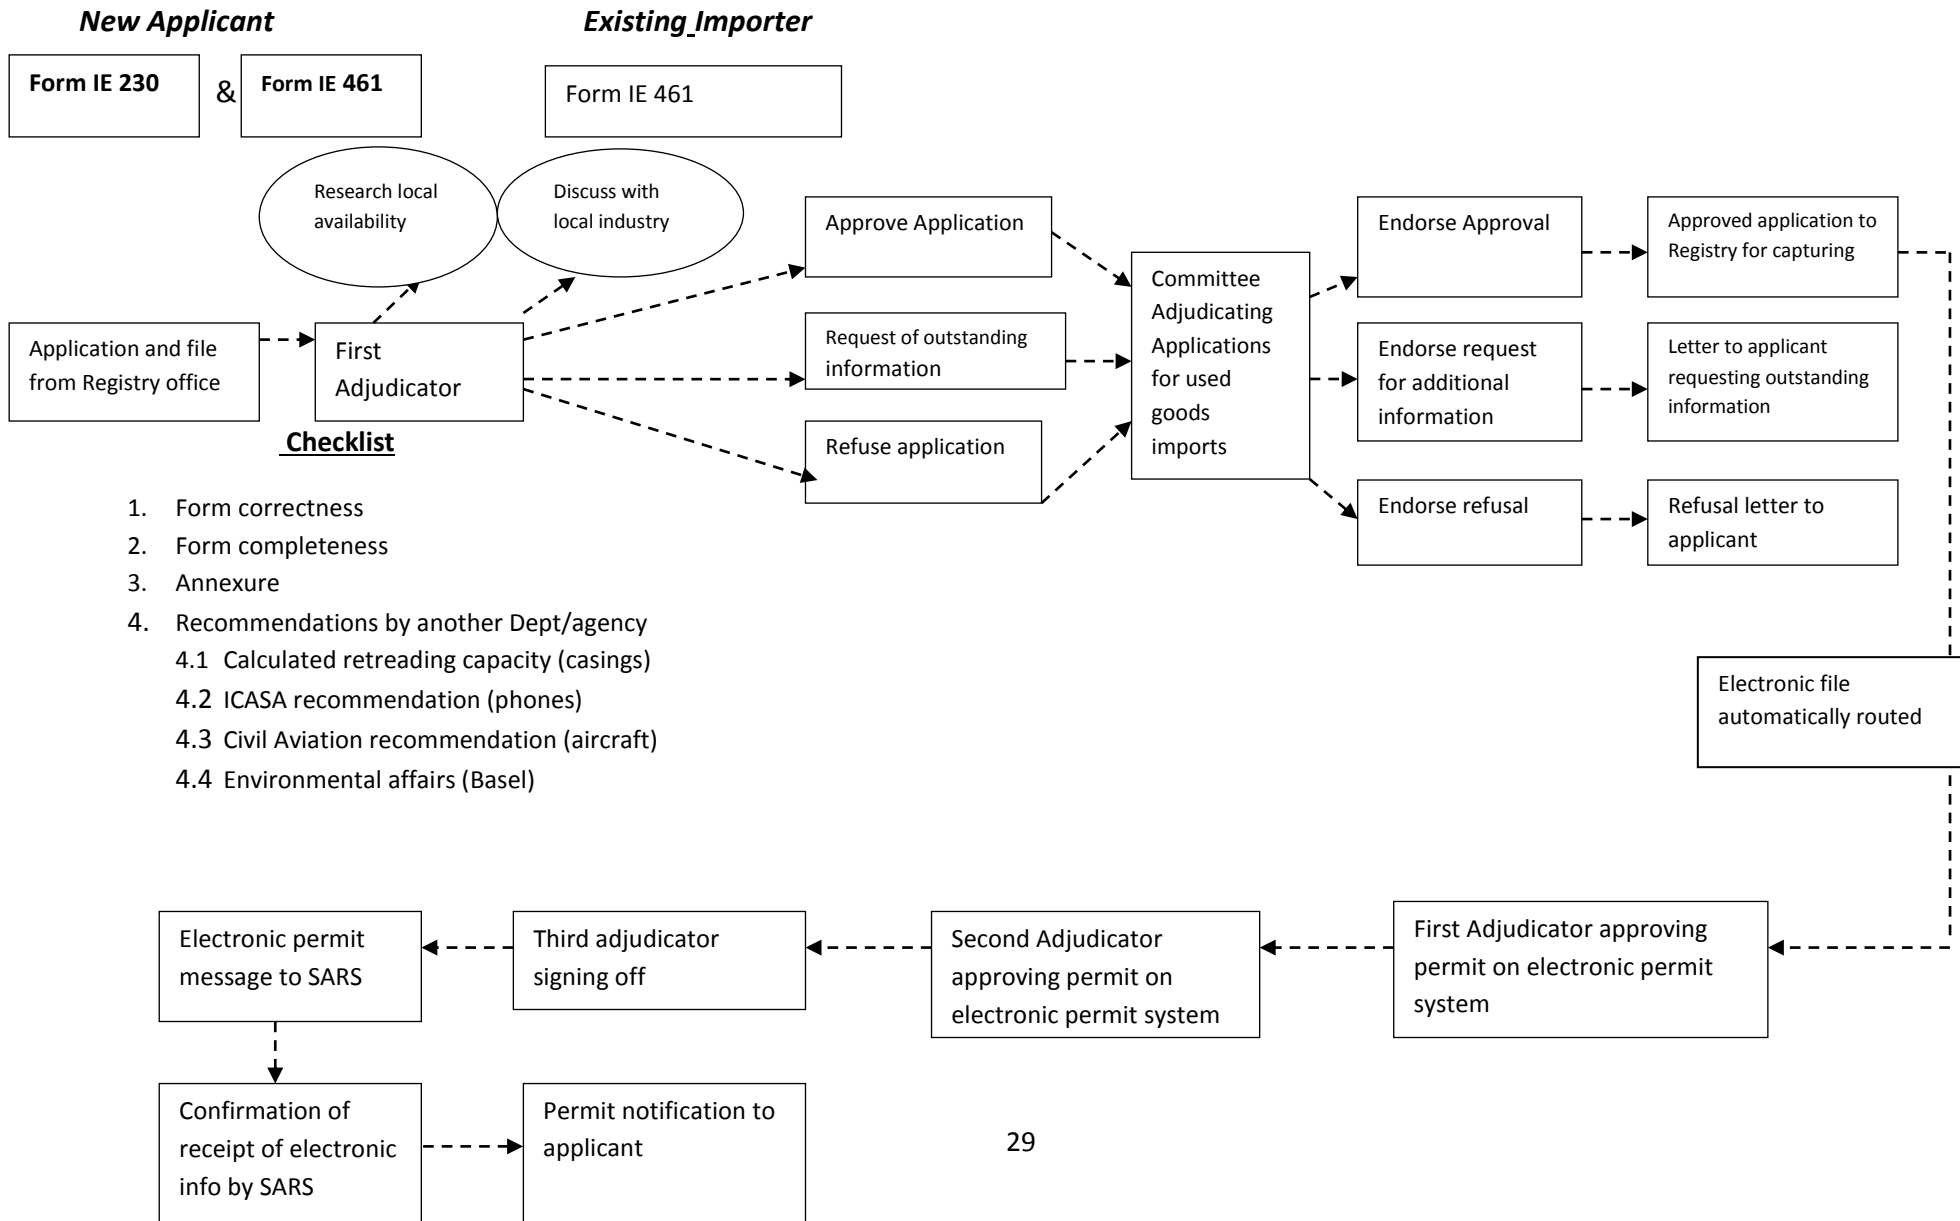 New Applicant
Existing Importer
Form IE 230
&
Form IE 461
Form IE 461
Research local
availability
Discuss with
local industry
Application and file
from Registry office
First
Adjudicator
Approve Application
Request of outstanding
information
Refuse application
Committee
Adjudicating
Applications
for used
goods
imports
Endorse Approval
Endorse request
for additional
information
Endorse refusal
Approved application to
Registry for capturing
Letter to applicant
requesting outstanding
information
Refusal letter to
applicant
Checklist
1. Form correctness
2. Form completeness
3. Annexure
4. Recommendations by another Dept/agency
4.1 Calculated retreading capacity (casings)
4.2 ICASA recommendation (phones)
4.3 Civil Aviation recommendation (aircraft)
4.4 Environmental affairs (Basel)
Electronic file
automatically routed
First Adjudicator approving
permit on electronic permit
system
Second Adjudicator
approving permit on
electronic permit system
Third adjudicator
signing off
Electronic permit
message to SARS
Confirmation of
receipt of electronic
info by SARS
Permit notification to
applicant
29